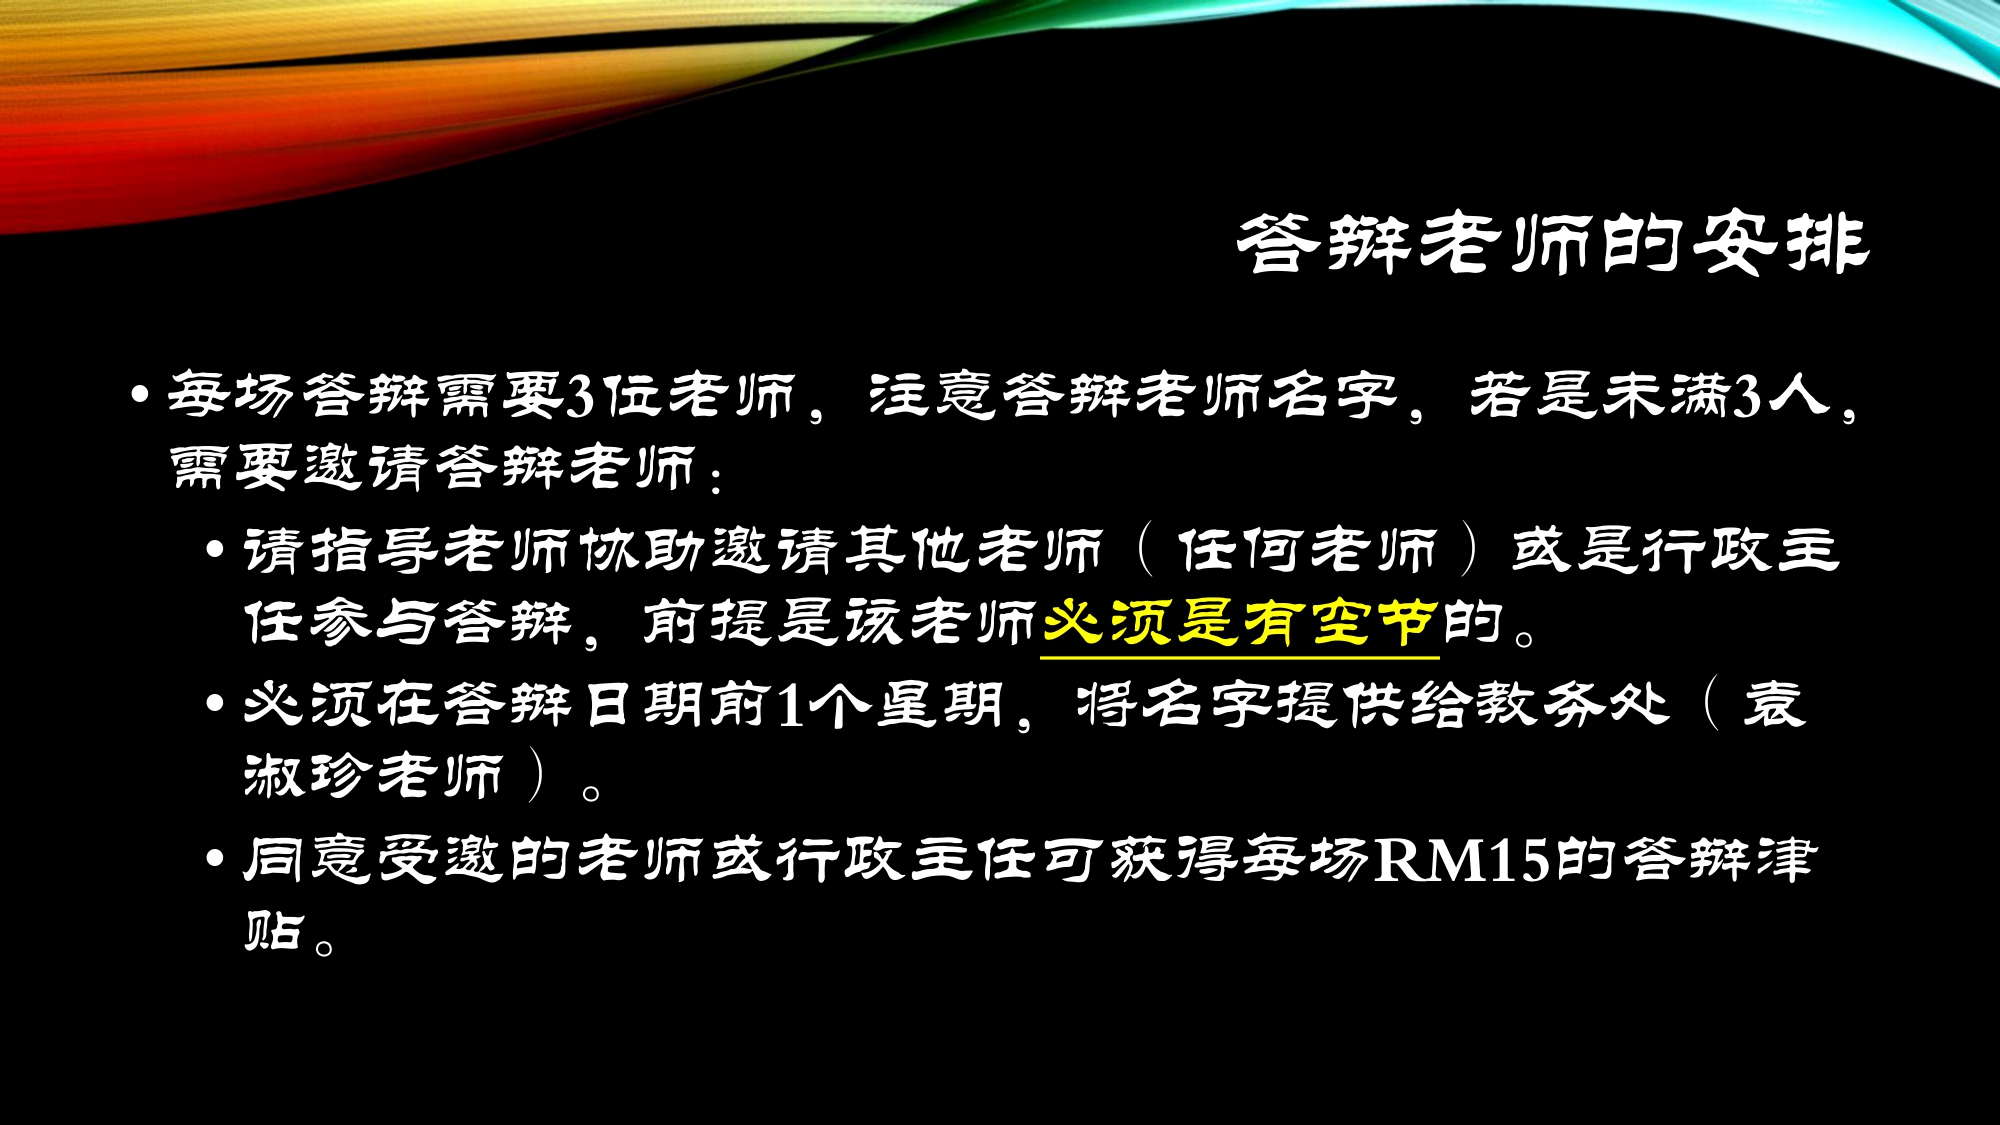 答辩老师的安排
• 每场答辩需要3位老师，注意答辩老师名字，若是未满3人，
需要邀请答辩老师：
• 请指导老师协助邀请其他老师（任何老师）或是行政主
任参与答辩，前提是该老师必须是有空节的。
• 必须在答辩日期前1个星期，将名字提供给教务处（袁
淑珍老师）。
• 同意受邀的老师或行政主任可获得每场RM15的答辩津
贴。